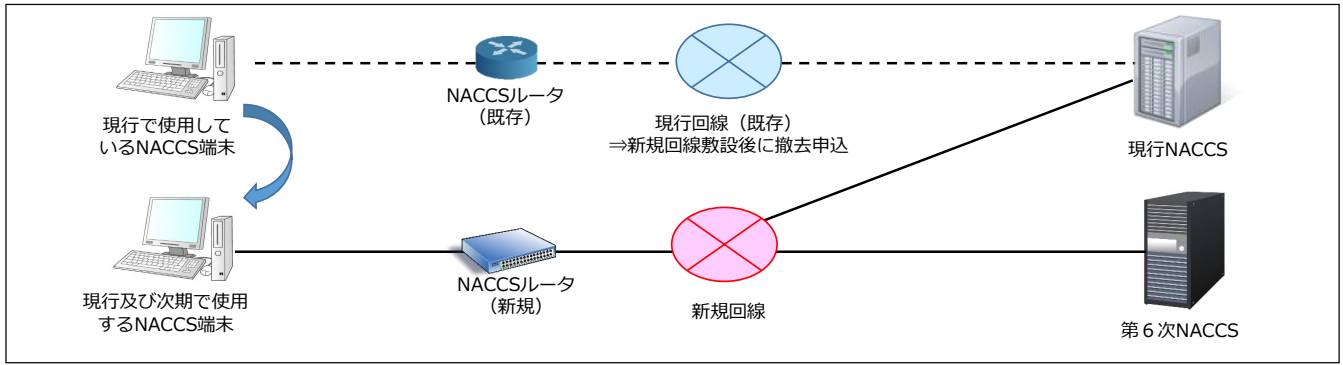 現行で使用して
いるNACCS端末
NACCSルータ
（既存）
現行回線（既存）
⇒新規回線敷設後に撤去申込
現行NACCS
現行及び次期で使用
するNACCS端末
NACCSルータ
（新規）
新規回線
第６次NACCS